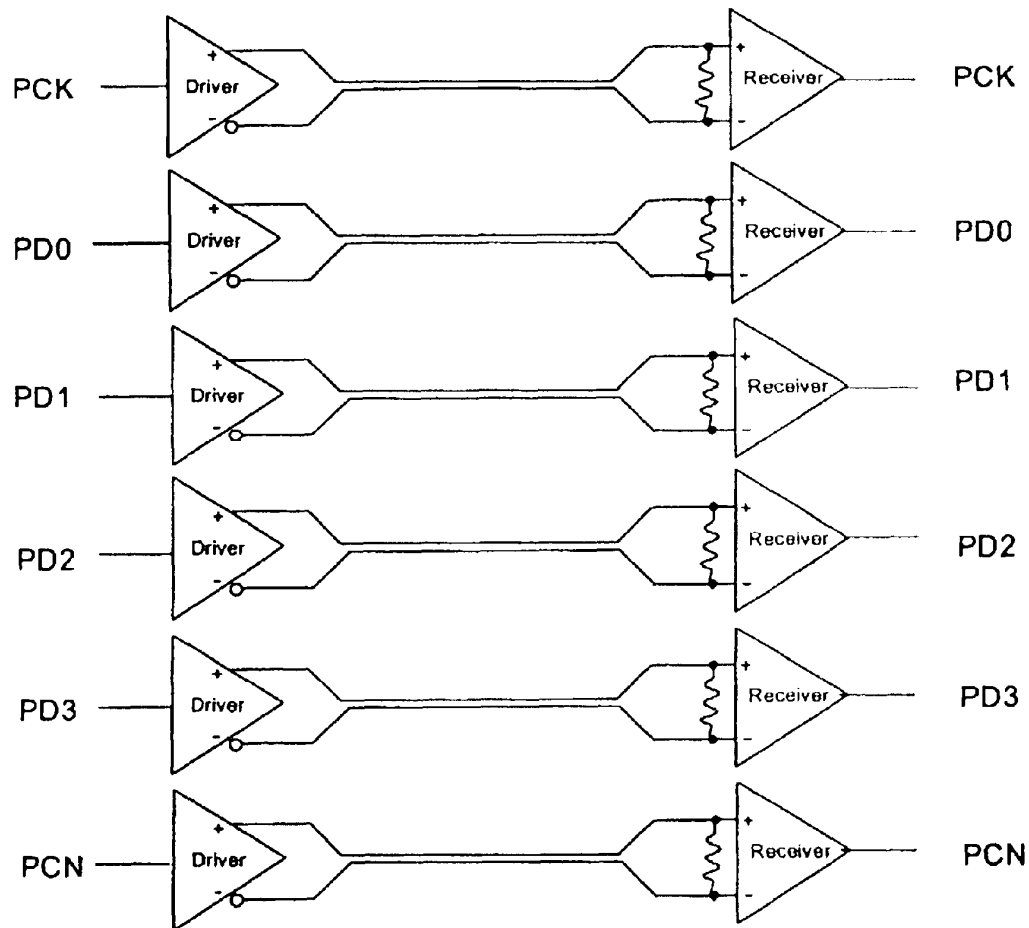 PCK + Driver - + Receiver - PCK
PD0 + Driver - + Receiver - PD0
PD1 + Driver - + Receiver - PD1
PD2 + Driver - + Receiver - PD2
PD3 + Driver - + Receiver - PD3
PCN + Driver - + Receiver - PCN